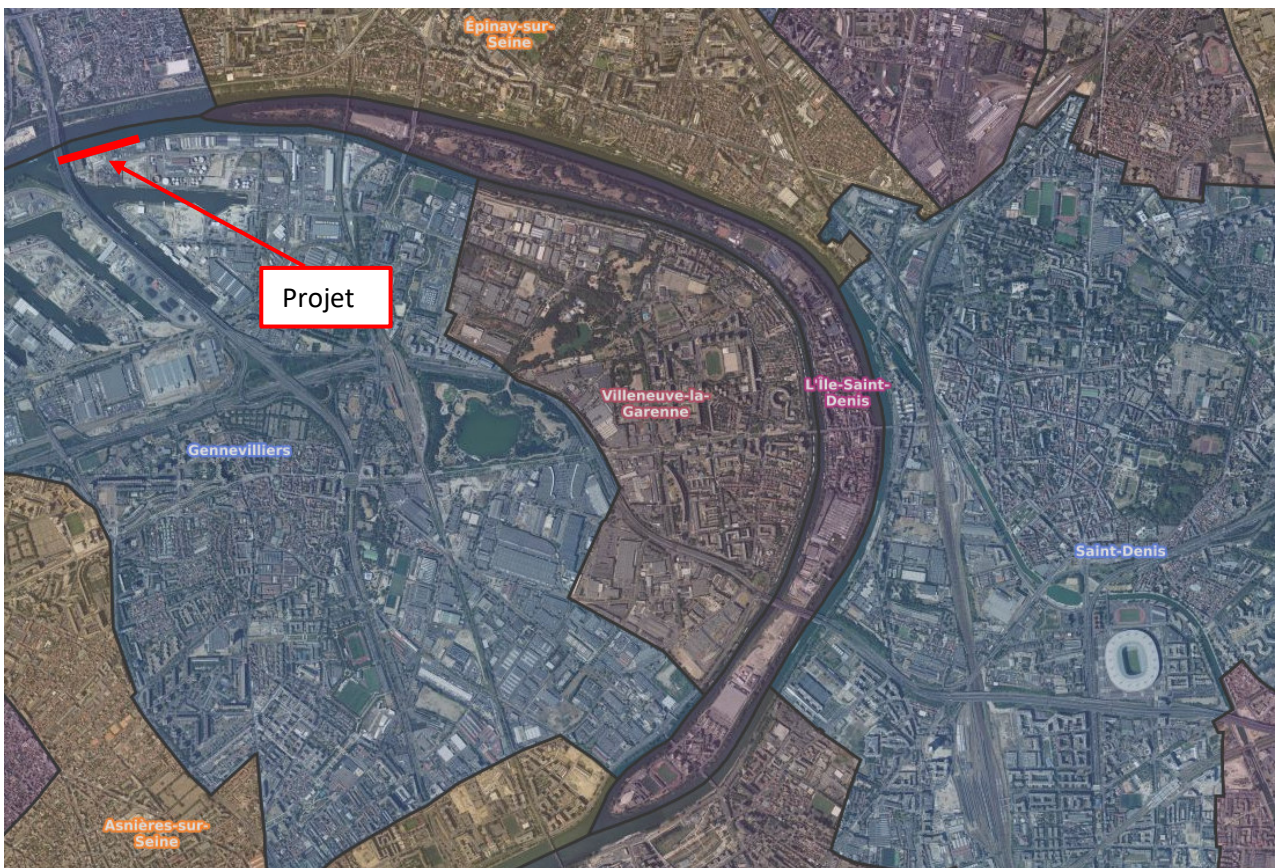 Épinay-sur-
Seine
Projet
Villeneuve-la-
Garenne
L'Île-Saint-
Denis
Gennevilliers
Saint-Denis
Asnières-sur-
Seine